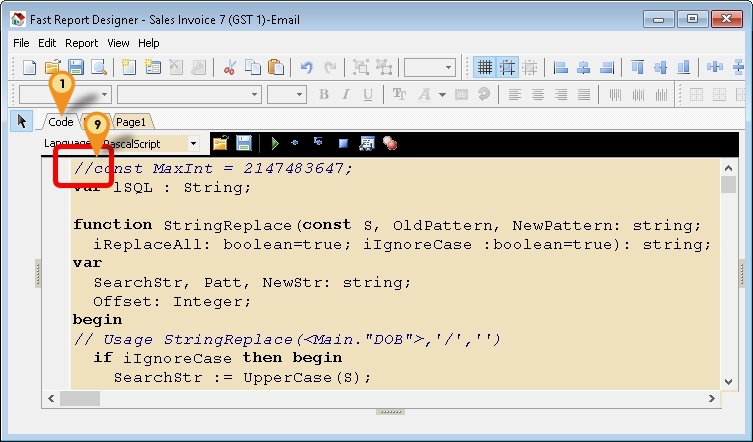 Fast Report Designer - Sales Invoice 7 (GST 1)-Email
File Edit Report View Help
B I U
1
Code Page1
9
Language PascalScript
//const MaxInt = 2147483647;
var lSQL : String;
function StringReplace(const S, OldPattern, NewPattern: string;
iReplaceAll: boolean=true; iIgnoreCase :boolean=true): string;
var
SearchStr, Patt, NewStr: string;
Offset: Integer;
begin
// Usage StringReplace(<Main."DOB">,'/','')
if iIgnoreCase then begin
SearchStr := UpperCase(S);